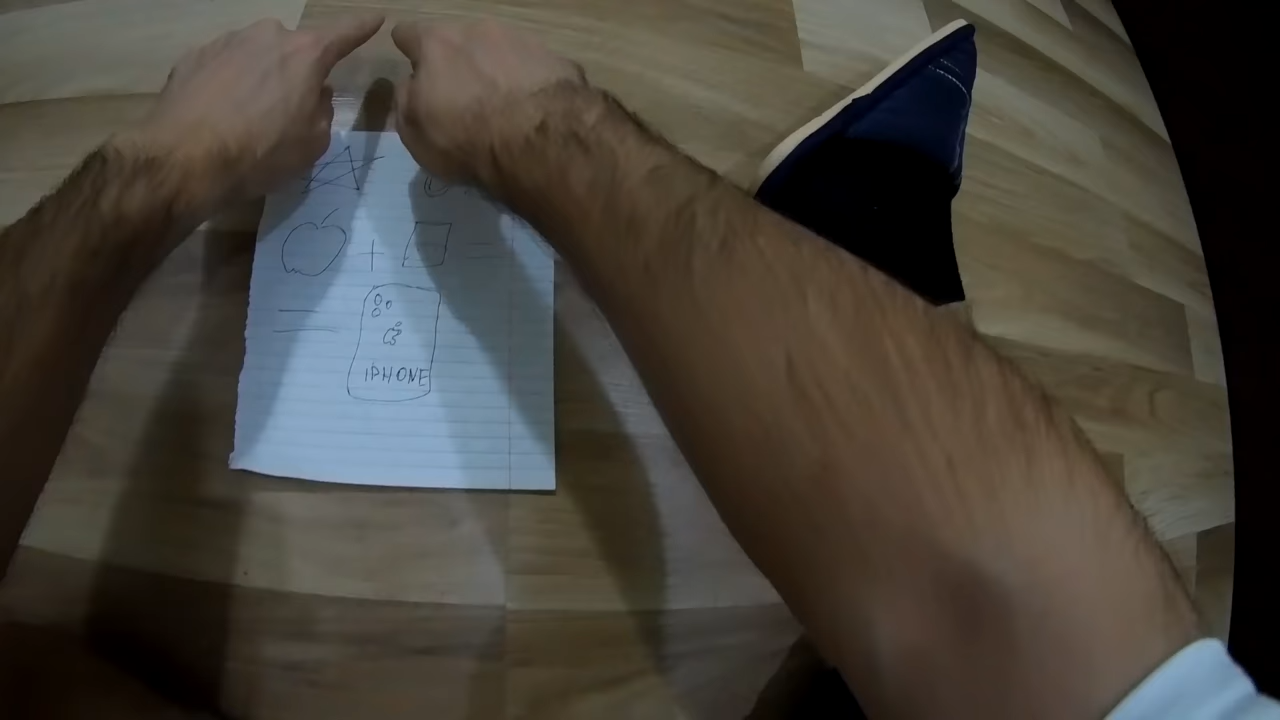 +
=
IPHONE